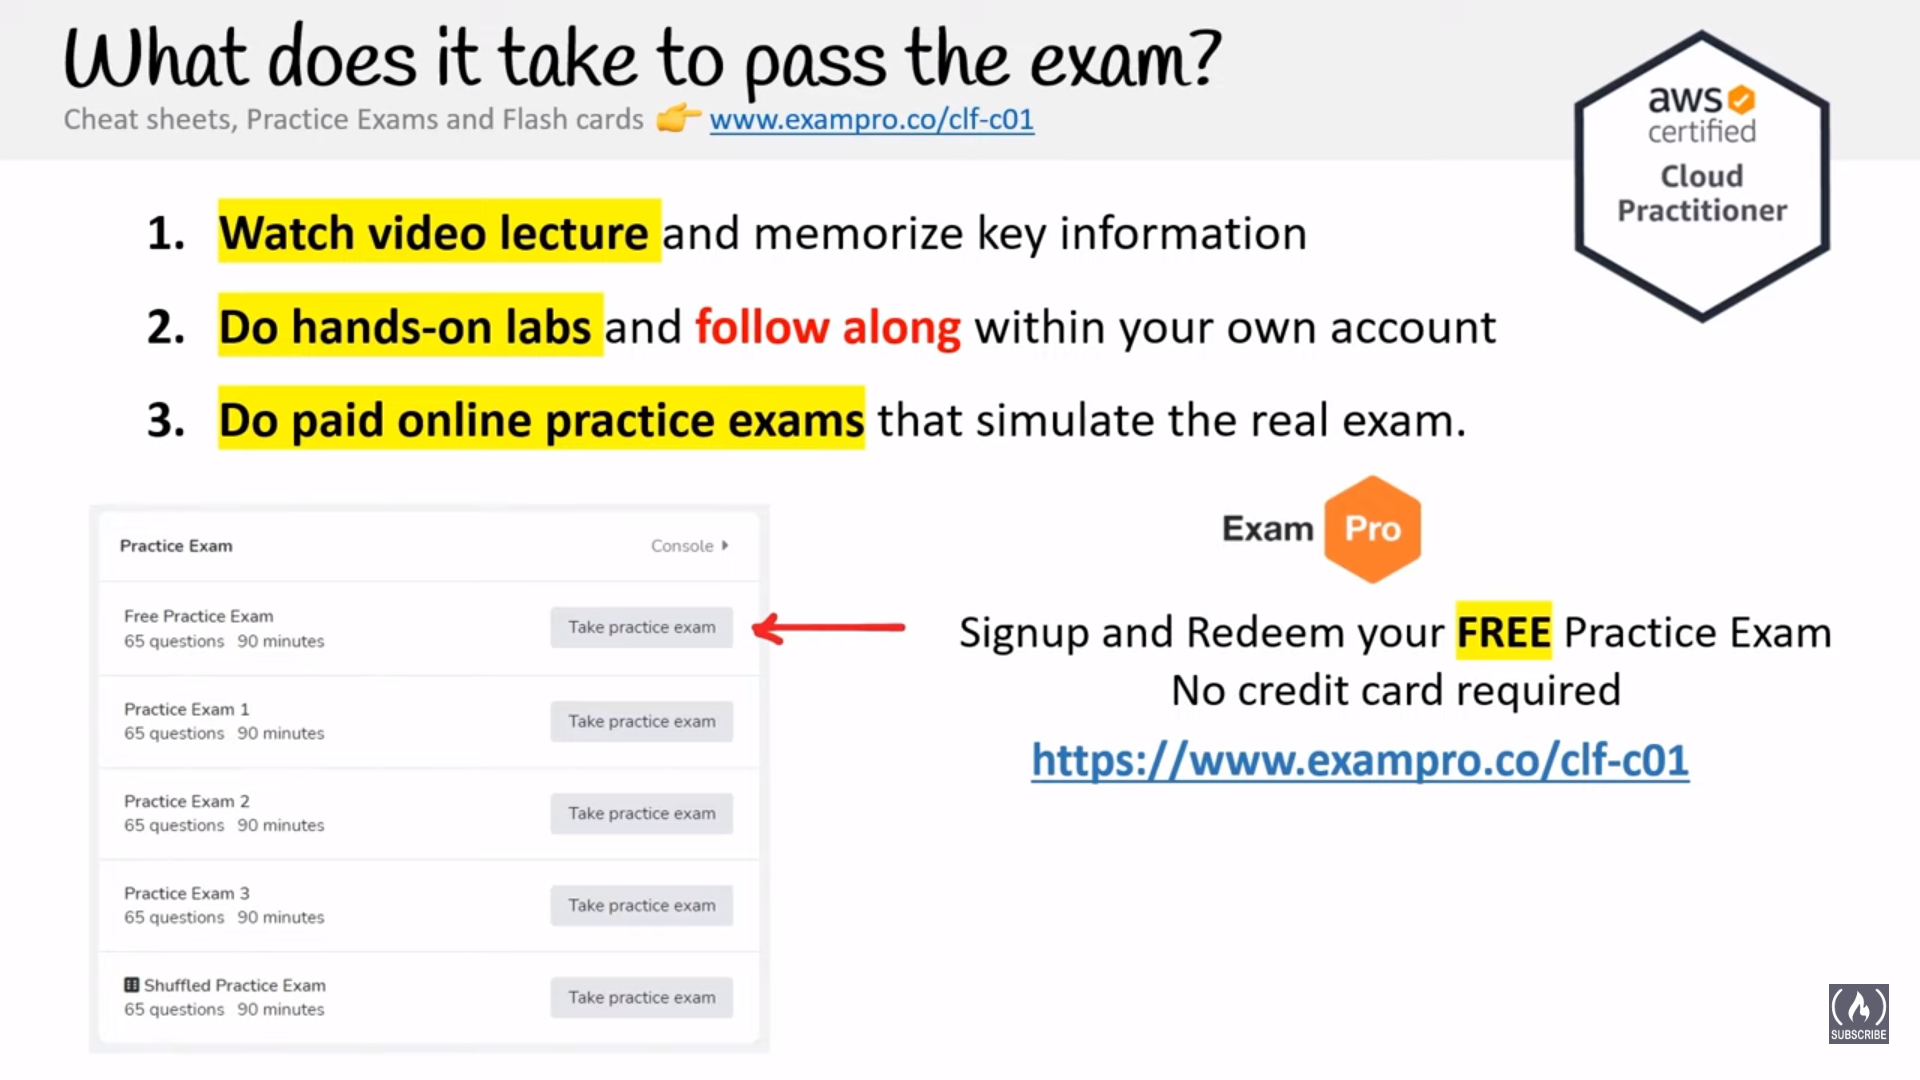 What does it take to pass the exam?
Cheat sheets, Practice Exams and Flash cards 👉 www.exampro.co/clf-c01
aws
certified
Cloud
Practitioner
1. Watch video lecture and memorize key information
2. Do hands-on labs and follow along within your own account
3. Do paid online practice exams that simulate the real exam.
Practice Exam Console
Free Practice Exam
65 questions 90 minutes
Take practice exam
Practice Exam 1
65 questions 90 minutes
Take practice exam
Practice Exam 2
65 questions 90 minutes
Take practice exam
Practice Exam 3
65 questions 90 minutes
Take practice exam
Shuffled Practice Exam
65 questions 90 minutes
Take practice exam
Exam Pro
Signup and Redeem your FREE Practice Exam
No credit card required
https://www.exampro.co/clf-c01
SUBSCRIBE